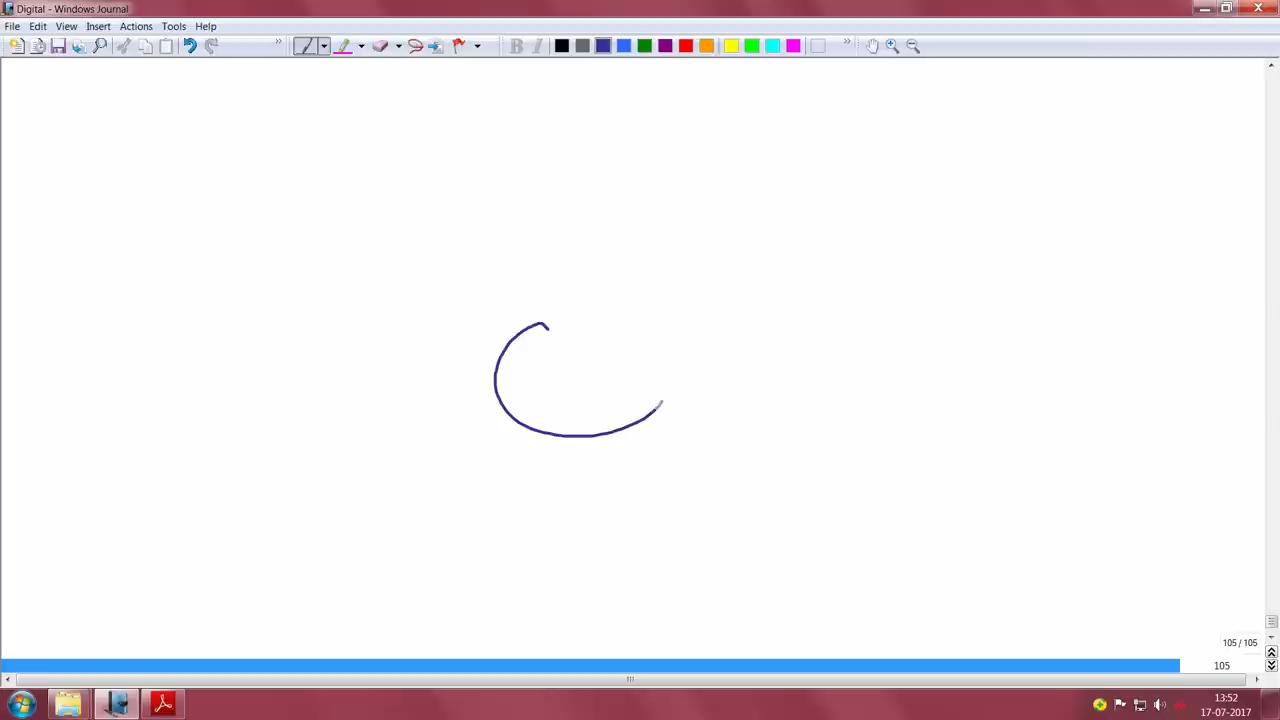 Digital - Windows Journal
File Edit View Insert Actions Tools Help
B I
105 / 105
105
13:52
17-07-2017